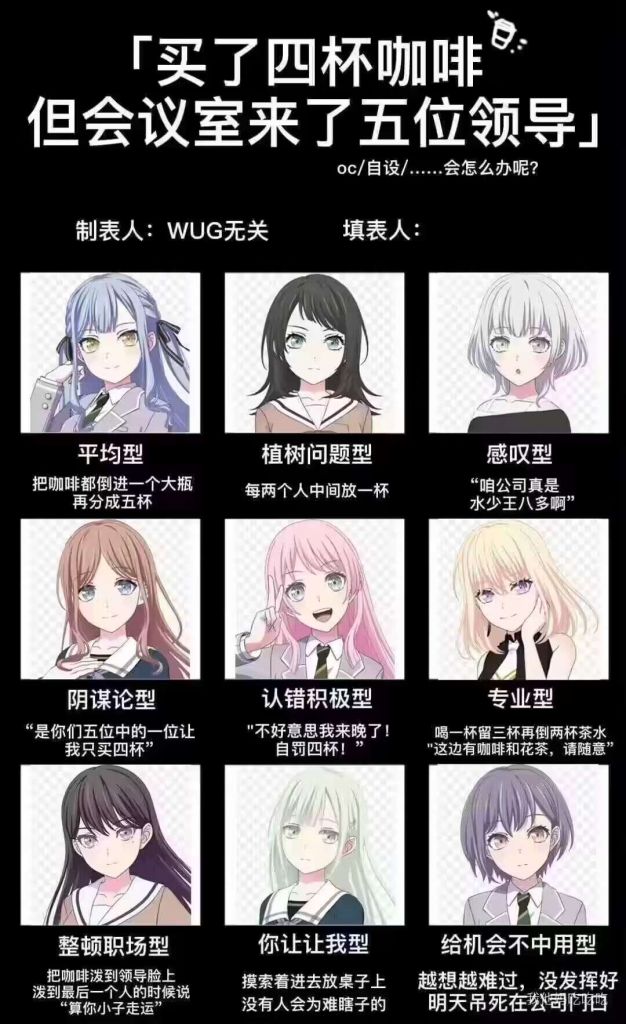 「买了四杯咖啡
但会议室来了五位领导」
oc/自设/......会怎么办呢?
制表人：WUG无关 填表人：
平均型
把咖啡都倒进一个大瓶
再分成五杯
植树问题型
每两个人中间放一杯
感叹型
“咱公司真是
水少王八多啊”
阴谋论型
“是你们五位中的一位让
我只买四杯”
认错积极型
"不好意思我来晚了!
自罚四杯！"
专业型
喝一杯留三杯再倒两杯茶水
"这边有咖啡和花茶，请随意”
整顿职场型
把咖啡泼到领导脸上
泼到最后一个人的时候说
“算你小子走运”
你让让我型
摸索着进去放桌子上
没有人会为难瞎子的
给机会不中用型
越想越难过，没发挥好
明天吊死在公司门口